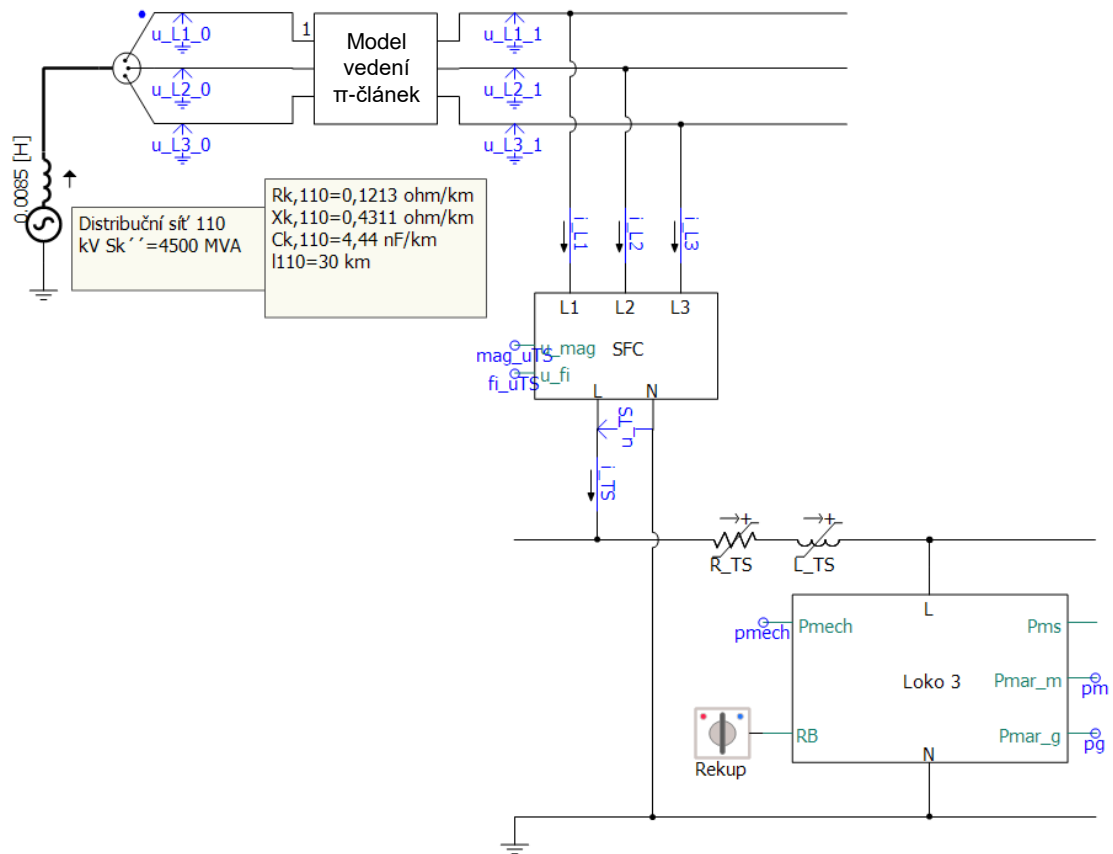 u_L1_0
1
u_L1_1
Model
vedení
π-článek
u_L2_0
u_L2_1
u_L3_0
u_L3_1
0.0085 [H]
Distribuční síť 110
kV Sk´´=4500 MVA
Rk,110=0,1213 ohm/km
Xk,110=0,4311 ohm/km
Ck,110=4,44 nF/km
l110=30 km
i_L1
i_L2
i_L3
L1 L2 L3
SFC
mag_uTS
u_mag
fi_uTS
u_fi
L N
u_TS
i_TS
R_TS
L_TS
L
pmech
Pmech
Pms
Loko 3
Pmar_m
pm
RB
Pmar_g
pg
N
Rekup